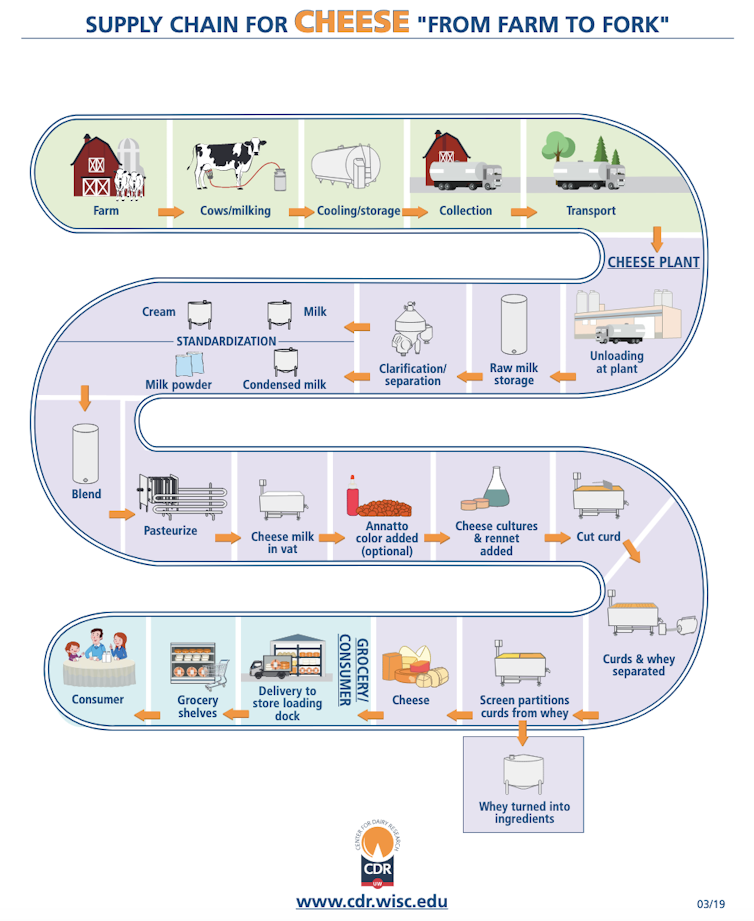 SUPPLY CHAIN FOR CHEESE "FROM FARM TO FORK"
Farm
Cows/milking
Cooling/storage
Collection
Transport
CHEESE PLANT
Unloading
at plant
Raw milk
storage
Clarification/
separation
Cream
Milk
STANDARDIZATION
Milk powder
Condensed milk
Blend
Pasteurize
Cheese milk
in vat
Annatto
color added
(optional)
Cheese cultures
& rennet
added
Cut curd
Curds & whey
separated
Screen partitions
curds from whey
Whey turned into
ingredients
Cheese
GROCERY/
CONSUMER
Delivery to
store loading
dock
Grocery
shelves
Consumer
CENTER FOR DAIRY RESEARCH
CDR
UW
www.cdr.wisc.edu
03/19